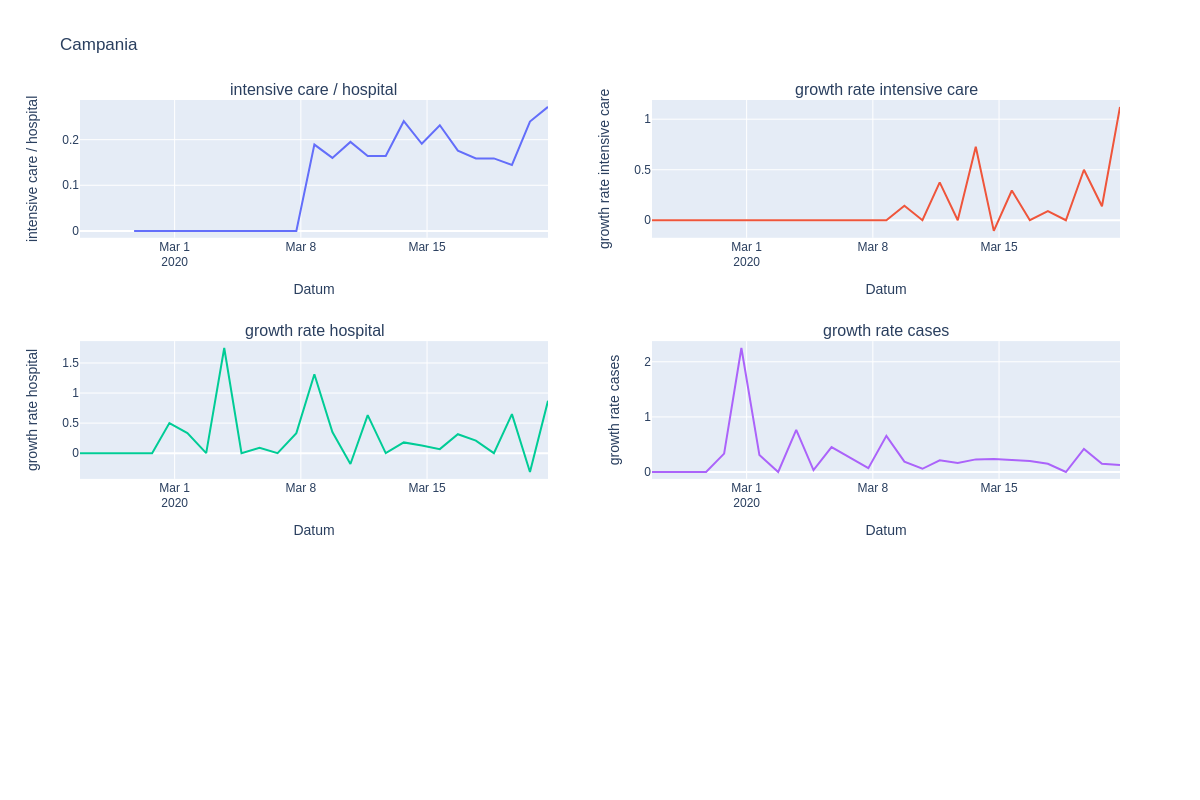 Campania
intensive care / hospital
intensive care / hospital
0.2
0.1
0
Mar 1
2020
Mar 8
Mar 15
Datum
growth rate intensive care
growth rate intensive care
1
0.5
0
Mar 1
2020
Mar 8
Mar 15
Datum
growth rate hospital
growth rate hospital
1.5
1
0.5
0
Mar 1
2020
Mar 8
Mar 15
Datum
growth rate cases
growth rate cases
2
1
0
Mar 1
2020
Mar 8
Mar 15
Datum